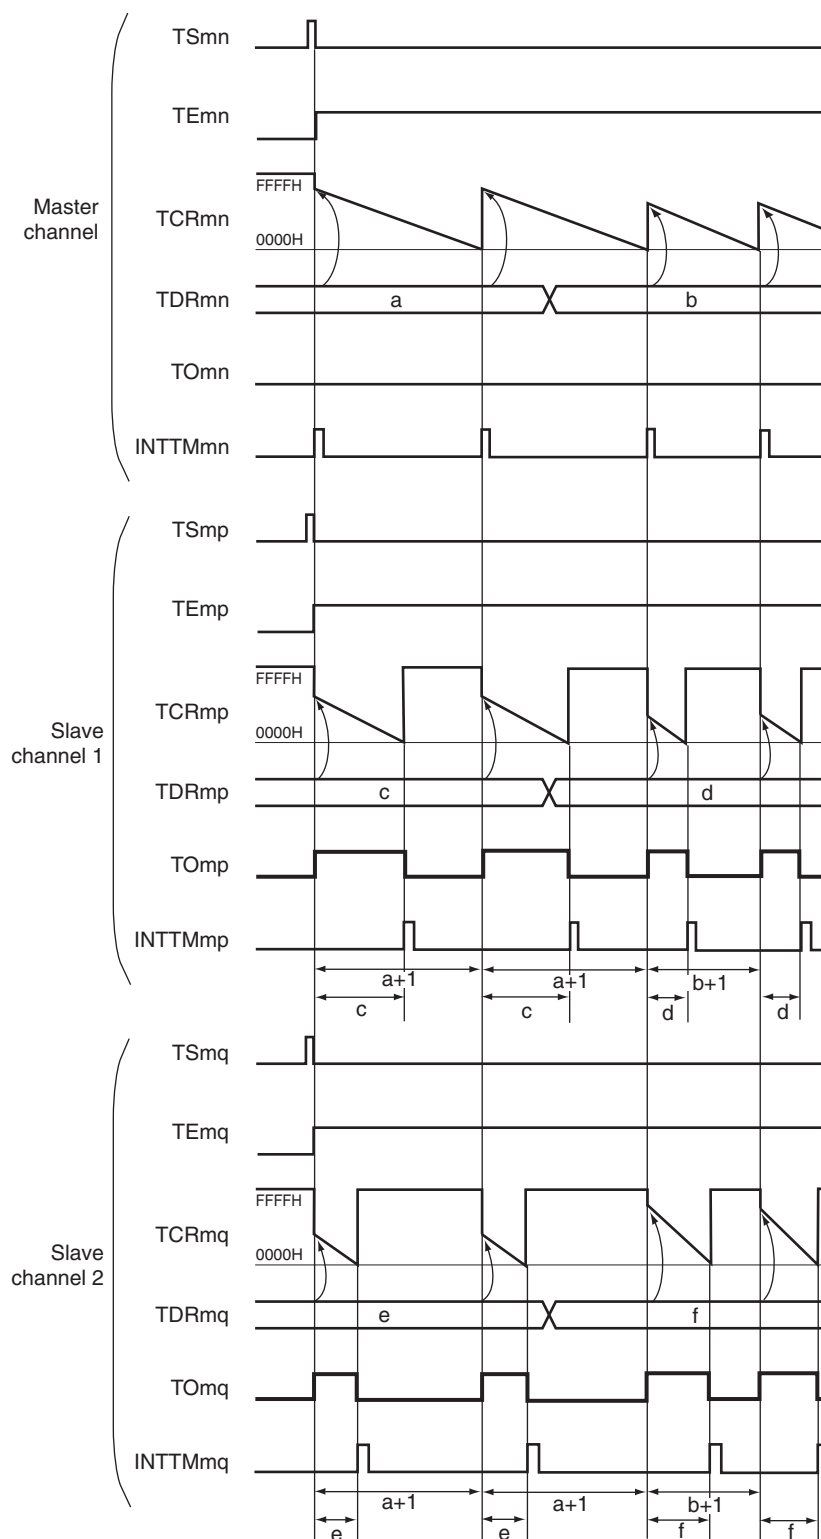 TSmn
TEmn
FFFFH
Master
channel
TCRmn
0000H
TDRmn
a
b
TOmn
INTTMmn
TSmp
TEmp
FFFFH
TCRmp
Slave
channel 1
0000H
TDRmp
c
d
TOmp
INTTMmp
a+1
a+1
b+1
c
c
d
d
TSmq
TEmq
FFFFH
TCRmq
Slave
channel 2
0000H
TDRmq
e
f
TOmq
INTTMmq
a+1
a+1
b+1
e
e
f
f